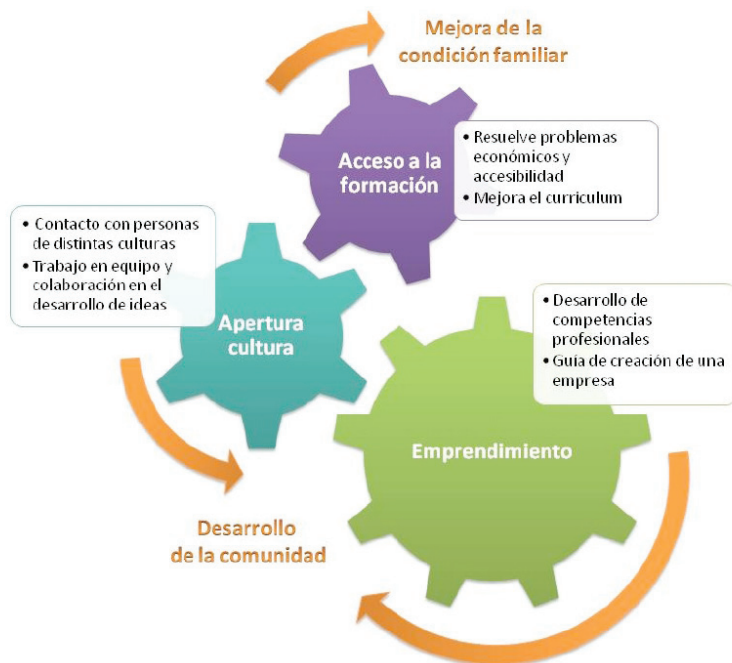 Mejora de la
condición familiar
Acceso a la
formación
• Resuelve problemas
económicos y
accesibilidad
• Mejora el curriculum
• Contacto con personas
de distintas culturas
• Trabajo en equipo y
colaboración en el
desarrollo de ideas
Apertura
cultura
• Desarrollo de
competencias
profesionales
• Guía de creación de una
empresa
Emprendimiento
Desarrollo
de la comunidad